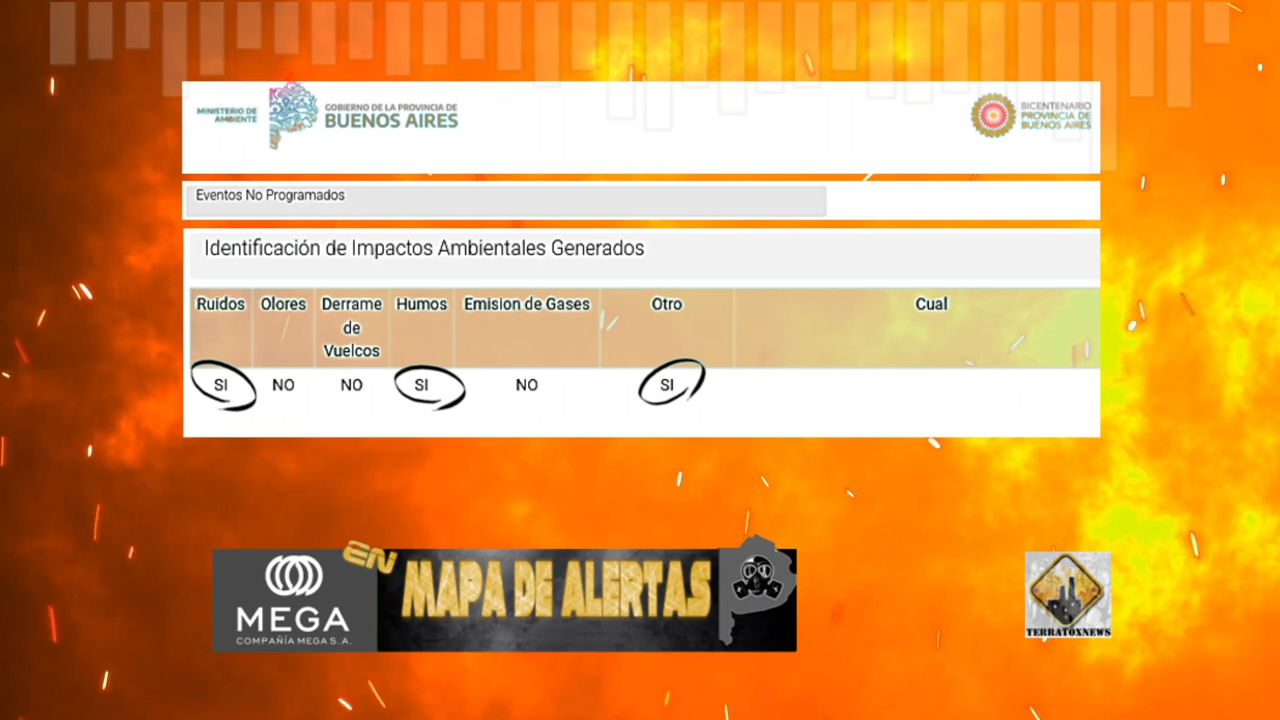 MINISTERIO DE
AMBIENTE
GOBIERNO DE LA PROVINCIA DE
BUENOS AIRES
BICENTENARIO
PROVINCIA DE
BUENOS AIRES
Eventos No Programados
Identificación de Impactos Ambientales Generados
Ruidos Olores Derrame de Vuelcos Humos Emision de Gases Otro Cual
SI NO NO SI NO SI
EN
MAPA DE ALERTAS
MEGA
COMPAÑÍA MEGA S.A.
TERRATOXNEWS